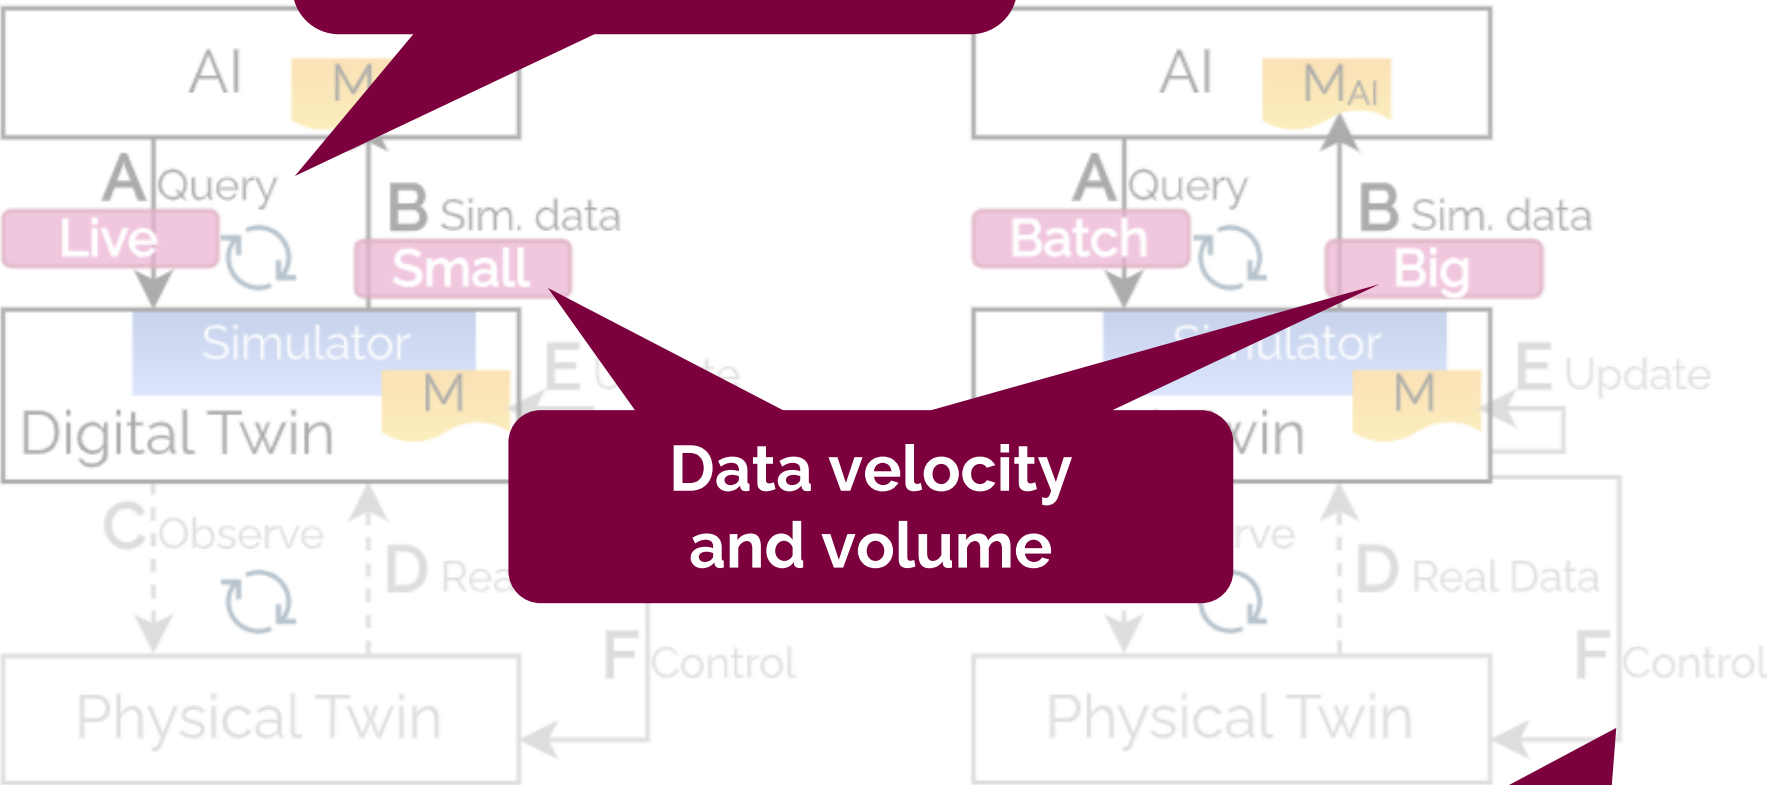 AI M
A Query
Live
B Sim. data
Small
Simulator
M
Digital Twin
E
C Observe
D
F Control
Physical Twin
AI MAI
A Query
Batch
B Sim. data
Big
M
E Update
D Real Data
F Control
Physical Twin
Data velocity
and volume